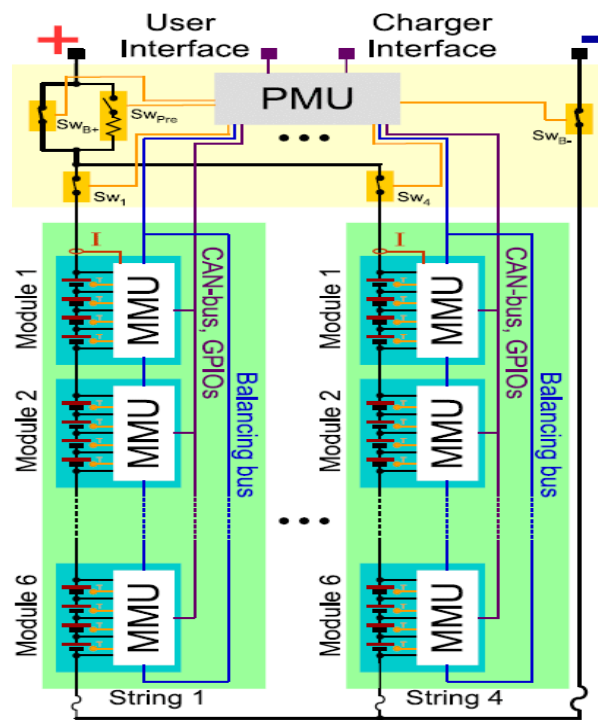 +
User
Interface
Charger
Interface
-
PMU
SwB+
SwPre
SwB-
• • •
Sw1
Sw4
I
I
Module 1
MMU
T
T
T
T
CAN-bus, GPIOs
Balancing bus
Module 1
MMU
T
T
T
T
CAN-bus, GPIOs
Balancing bus
Module 2
MMU
T
T
T
T
Module 2
MMU
T
T
T
T
• • •
Module 6
MMU
T
T
T
T
Module 6
MMU
T
T
T
T
String 1
String 4